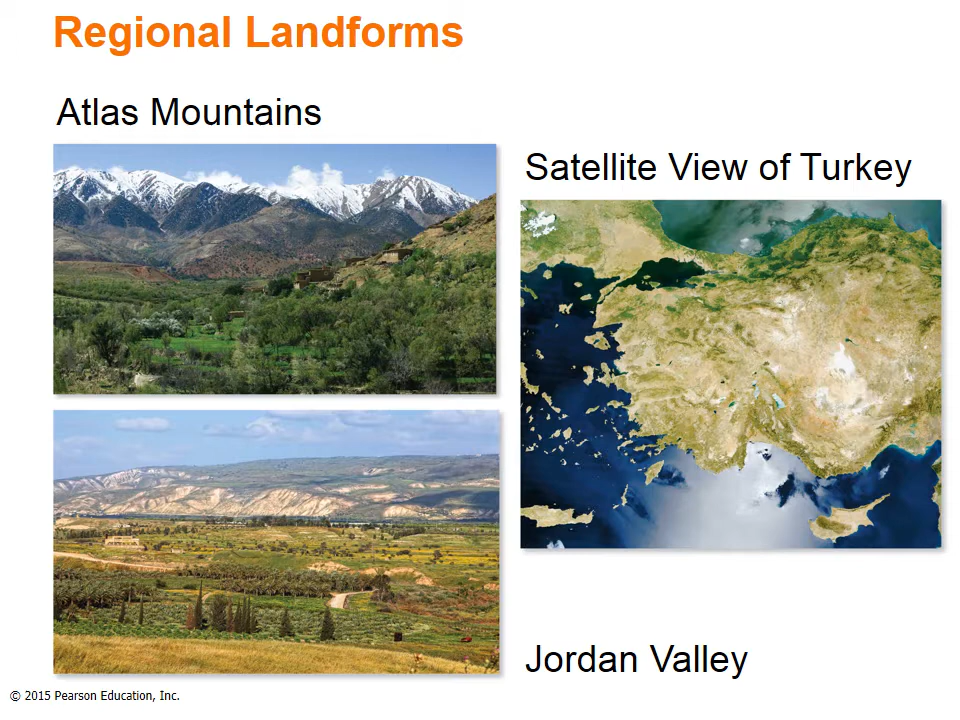 Regional Landforms
Atlas Mountains
Satellite View of Turkey
Jordan Valley
© 2015 Pearson Education, Inc.